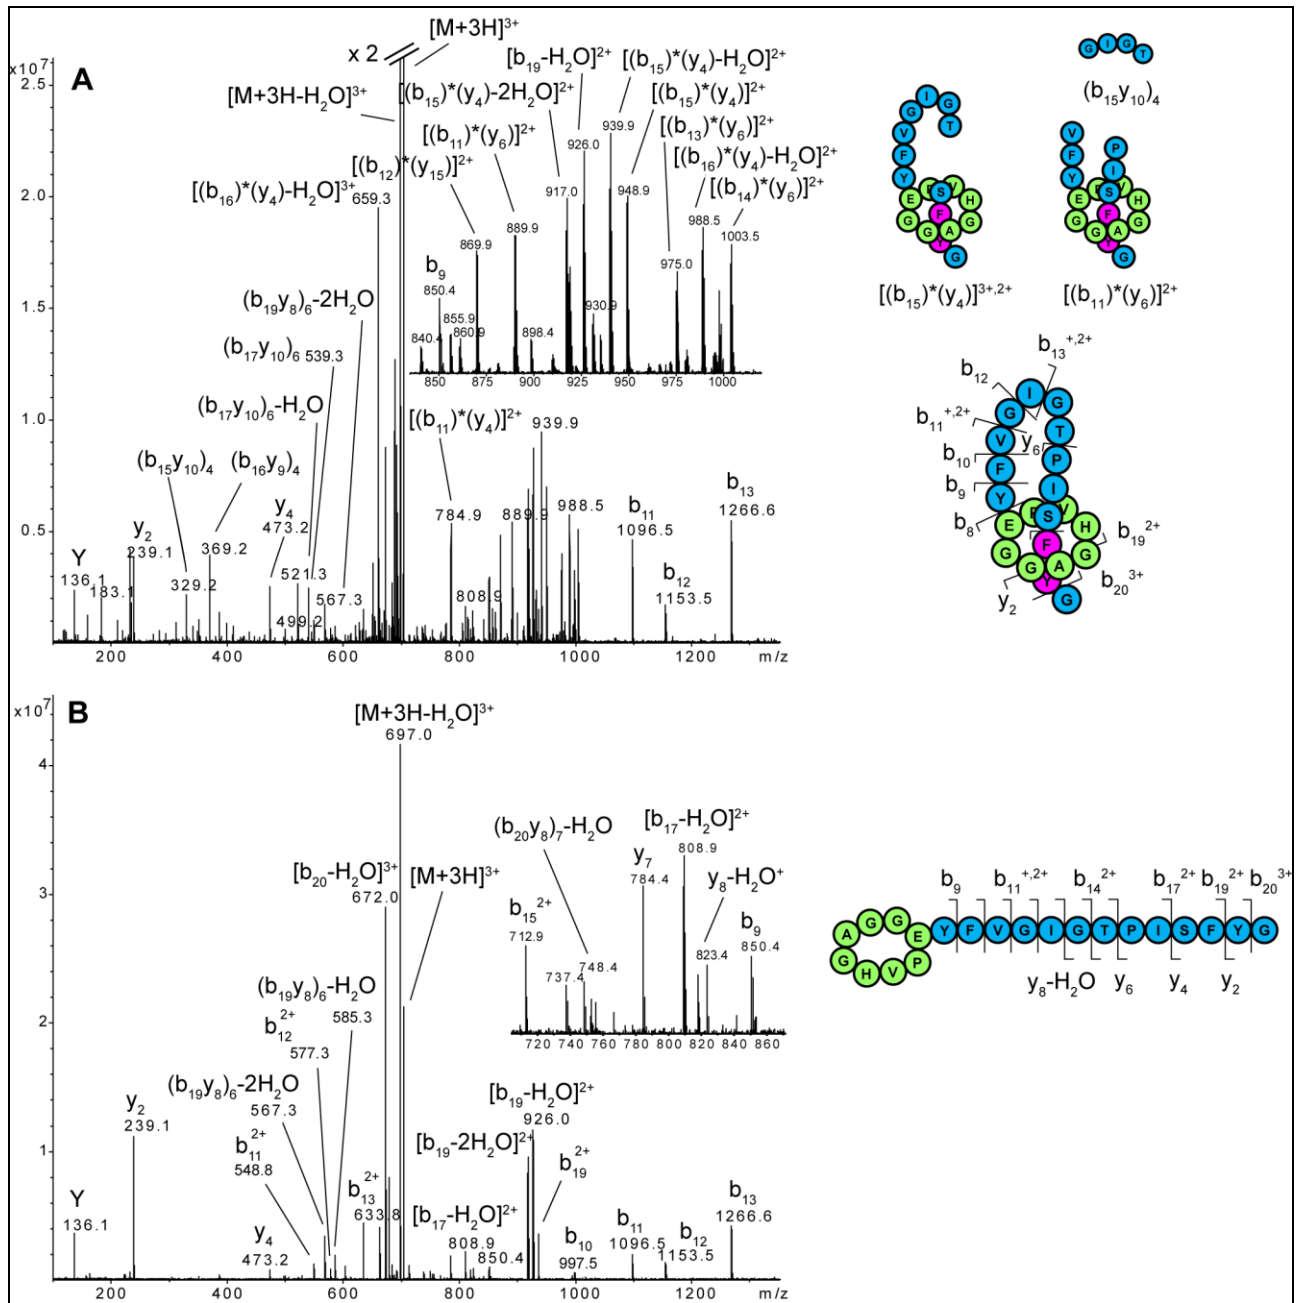 A
x10⁷
x 2
[M+3H]³⁺
[M+3H-H₂O]³⁺
[b₁₉-H₂O]²⁺
[(b₁₅)*(y₄)-H₂O]²⁺
[(b₁₅)*(y₄)-2H₂O]²⁺
[(b₁₅)*(y₄)]²⁺
[(b₁₁)*(y₆)]²⁺
[(b₁₃)*(y₆)]²⁺
[(b₁₂)*(y₁₅)]²⁺
[(b₁₆)*(y₄)-H₂O]²⁺
[(b₁₆)*(y₄)-H₂O]³⁺
659.3
[(b₁₄)*(y₆)]²⁺
926.0
939.9
917.0
948.9
988.5
1003.5
869.9
889.9
975.0
b₉
850.4
855.9
860.9
840.4
898.4
930.9
850 875 900 925 950 975 1000
(b₁₉y₈)₆-2H₂O
(b₁₇y₁₀)₆ 539.3
(b₁₇y₁₀)₆-H₂O
[(b₁₁)*(y₄)]²⁺
939.9
(b₁₅y₁₀)₄
(b₁₆y₉)₄
y₄
473.2
784.9
889.9
988.5
b₁₁
1096.5
b₁₃
1266.6
Y
136.1
y₂
239.1
183.1
329.2
369.2
521.3
499.2
567.3
808.9
b₁₂
1153.5
2.5
2.0
1.5
1.0
0.5
200 400 600 800 1000 1200 m/z
G I G T
(b₁₅y₁₀)₄
Y F V G I G T
E V H G A G G
S F Y G
[(b₁₅)*(y₄)]³⁺,²⁺
Y F V
P I S F Y G
E V H G A G G
[(b₁₁)*(y₆)]²⁺
b₁₃⁺,²⁺
b₁₂
b₁₁⁺,²⁺
b₁₀
b₉
b₈
y₆
b₁₉²⁺
b₂₀³⁺
y₂
Y F V G I G T P I S F Y G
E V H G A G G
B
x10⁷
[M+3H-H₂O]³⁺
697.0
[b₂₀-H₂O]³⁺
672.0
[M+3H]³⁺
(b₂₀y₈)₇-H₂O
[b₁₇-H₂O]²⁺
808.9
y₇
784.4
y₈-H₂O⁺
823.4
b₁₅²⁺
712.9
737.4
748.4
b₉
850.4
720 740 760 780 800 820 840 860
(b₁₉y₈)₆-H₂O
585.3
b₁₂²⁺
577.3
(b₁₉y₈)₆-2H₂O
567.3
b₁₁²⁺
548.8
y₂
239.1
Y
136.1
y₄
473.2
b₁₃²⁺
633.8
[b₁₉-H₂O]²⁺
926.0
[b₁₉-2H₂O]²⁺
b₁₉²⁺
[b₁₇-H₂O]²⁺
808.9
850.4
b₁₀
997.5
b₁₁
1096.5
b₁₂
1153.5
b₁₃
1266.6
4
3
2
1
200 400 600 800 1000 1200 m/z
b₉ b₁₁⁺,²⁺ b₁₄²⁺ b₁₇²⁺ b₁₉²⁺ b₂₀³⁺
G G E
A
G H V P
Y F V G I G T P I S F Y G
y₈-H₂O y₆ y₄ y₂